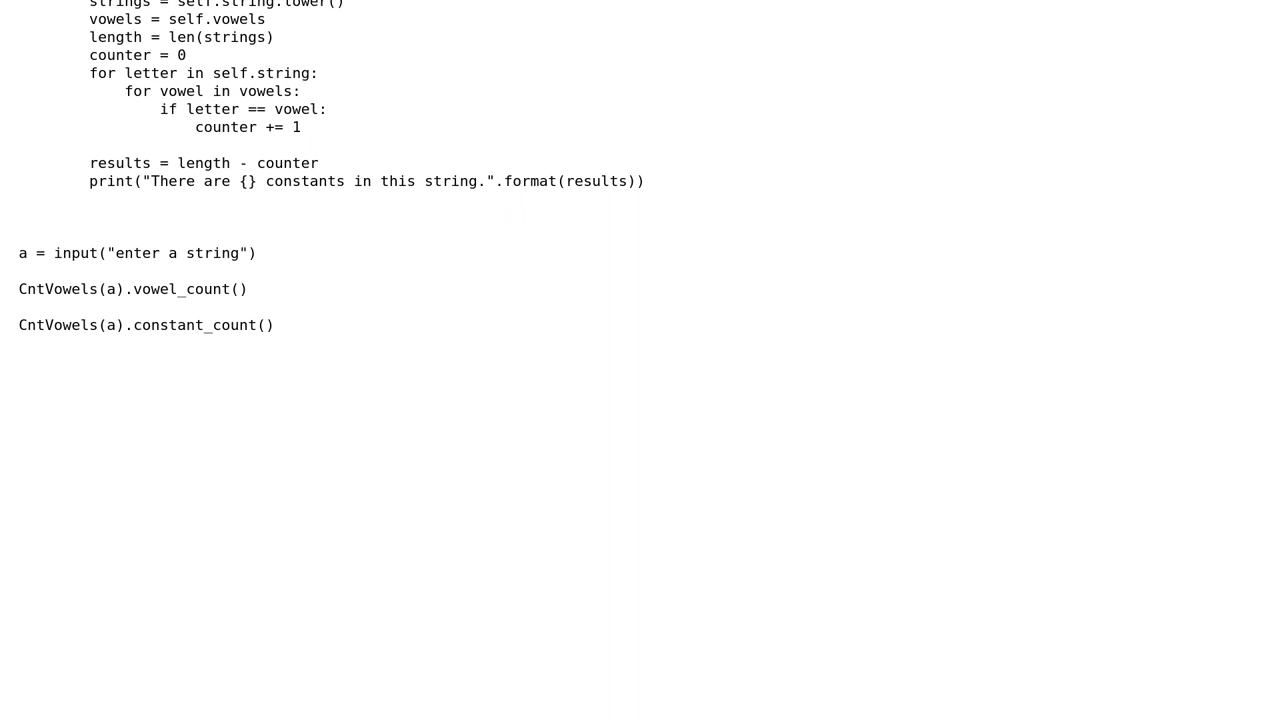 strings = self.string.lower()
vowels = self.vowels
length = len(strings)
counter = 0
for letter in self.string:
for vowel in vowels:
if letter == vowel:
counter += 1
results = length - counter
print("There are {} constants in this string.".format(results))
a = input("enter a string")
CntVowels(a).vowel_count()
CntVowels(a).constant_count()